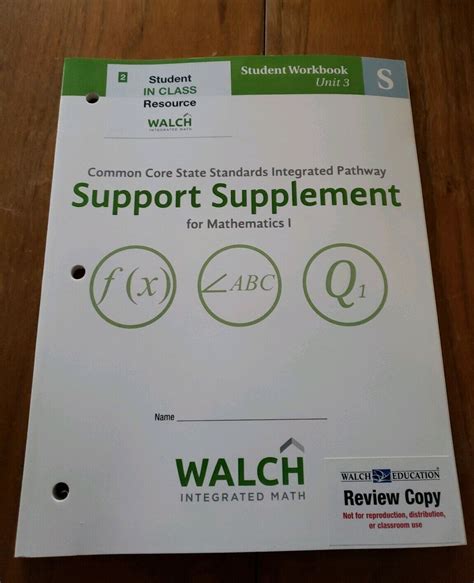 2
Student
IN CLASS
Resource
WALCH
INTEGRATED MATH
Student Workbook
Unit 3
S
Common Core State Standards Integrated Pathway
Support Supplement
for Mathematics I
f(x)
∠ABC
Q1
Name
WALCH
INTEGRATED MATH
WALCH EDUCATION
Review Copy
Not for reproduction, distribution,
or classroom use